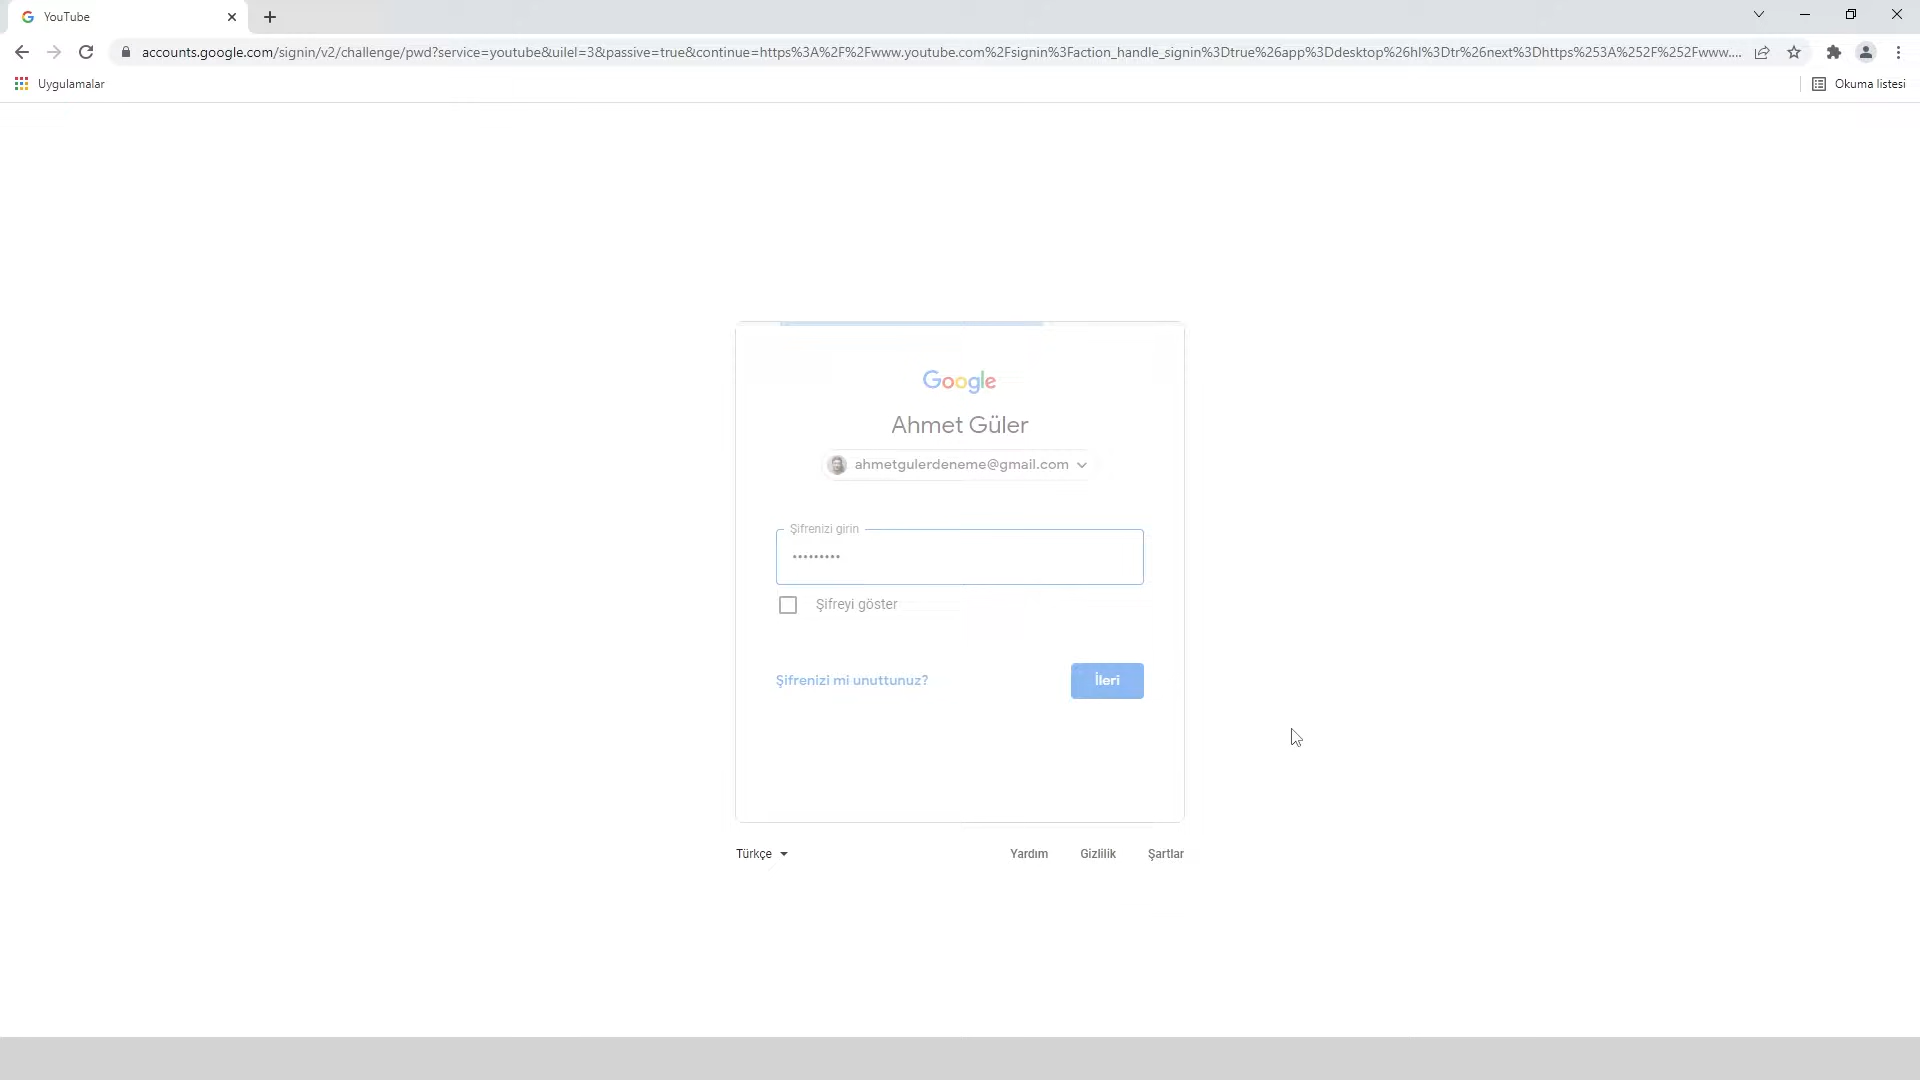 YouTube
accounts.google.com/signin/v2/challenge/pwd?service=youtube&uilel=3&passive=true&continue=https%3A%2F%2Fwww.youtube.com%2Fsignin%3Faction_handle_signin%3Dtrue%26app%3Ddesktop%26hl%3Dtr%26next%3Dhttps%253A%252F%252Fwww....
Uygulamalar
Okuma listesi
Google
Ahmet Güler
ahmetgulerdeneme@gmail.com
Şifrenizi girin
•••••••••
Şifreyi göster
Şifrenizi mi unuttunuz?
İleri
Türkçe
Yardım
Gizlilik
Şartlar